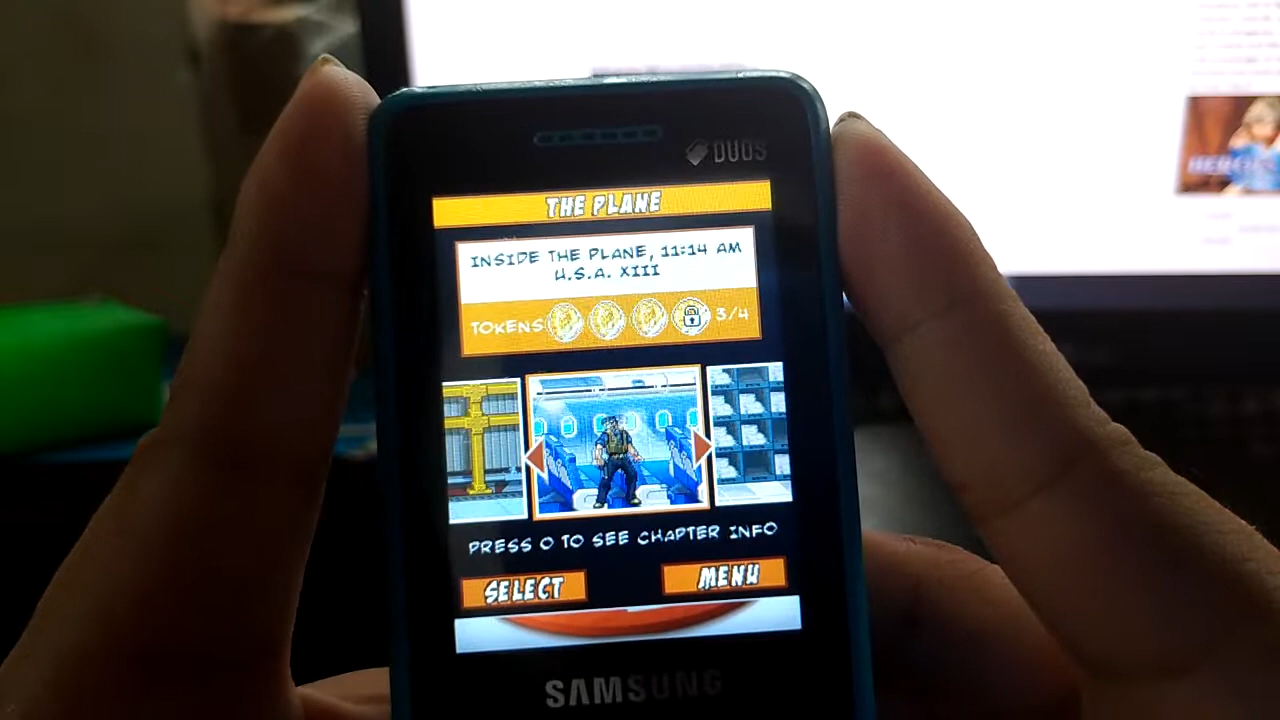 DUOS
THE PLANE
INSIDE THE PLANE, 11:14 AM
U.S.A. XIII
TOKENS 3/4
PRESS 0 TO SEE CHAPTER INFO
SELECT
MENU
SAMSUNG